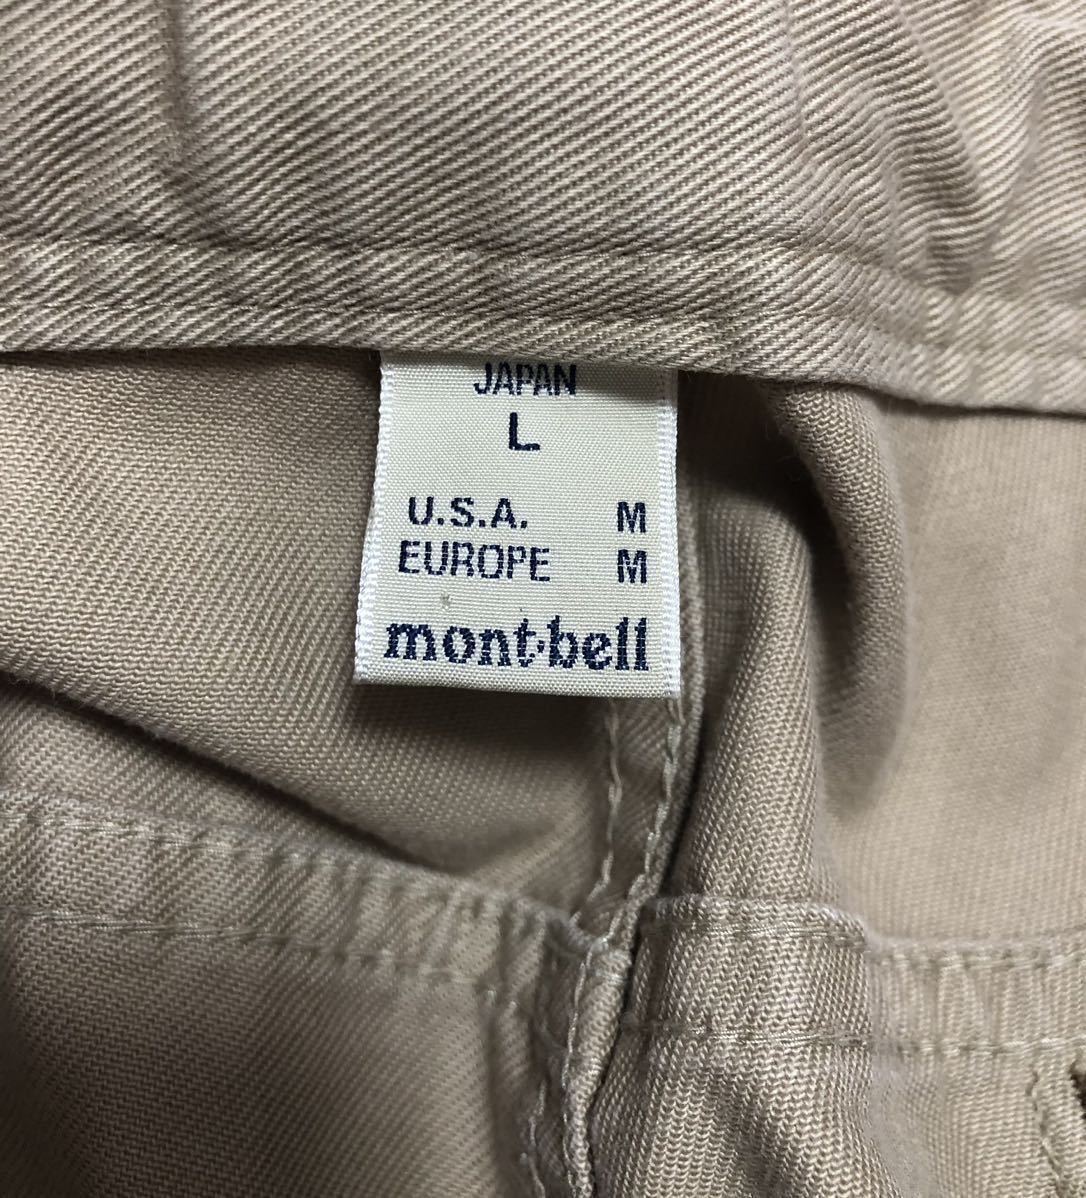 JAPAN
L
U.S.A. M
EUROPE M
mont-bell